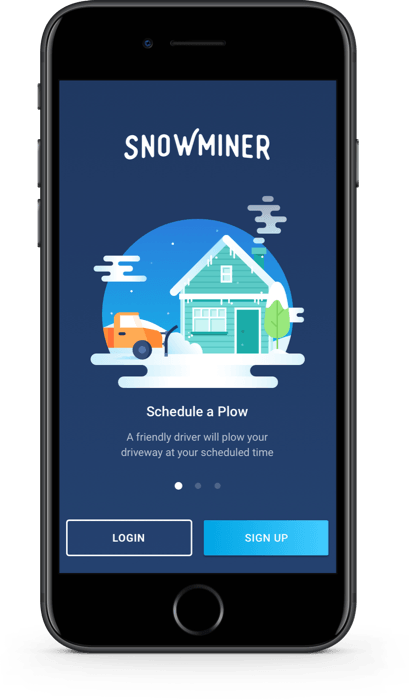 SNOWMINER
Schedule a Plow
A friendly driver will plow your
driveway at your scheduled time
LOGIN
SIGN UP